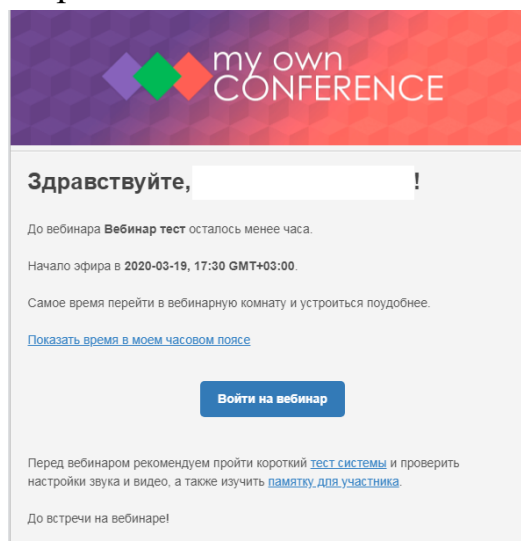 my own
CONFERENCE
Здравствуйте, !
До вебинара Вебинар тест осталось менее часа.
Начало эфира в 2020-03-19, 17:30 GMT+03:00.
Самое время перейти в вебинарную комнату и устроиться поудобнее.
Показать время в моем часовом поясе
Войти на вебинар
Перед вебинаром рекомендуем пройти короткий тест системы и проверить
настройки звука и видео, а также изучить памятку для участника.
До встречи на вебинаре!